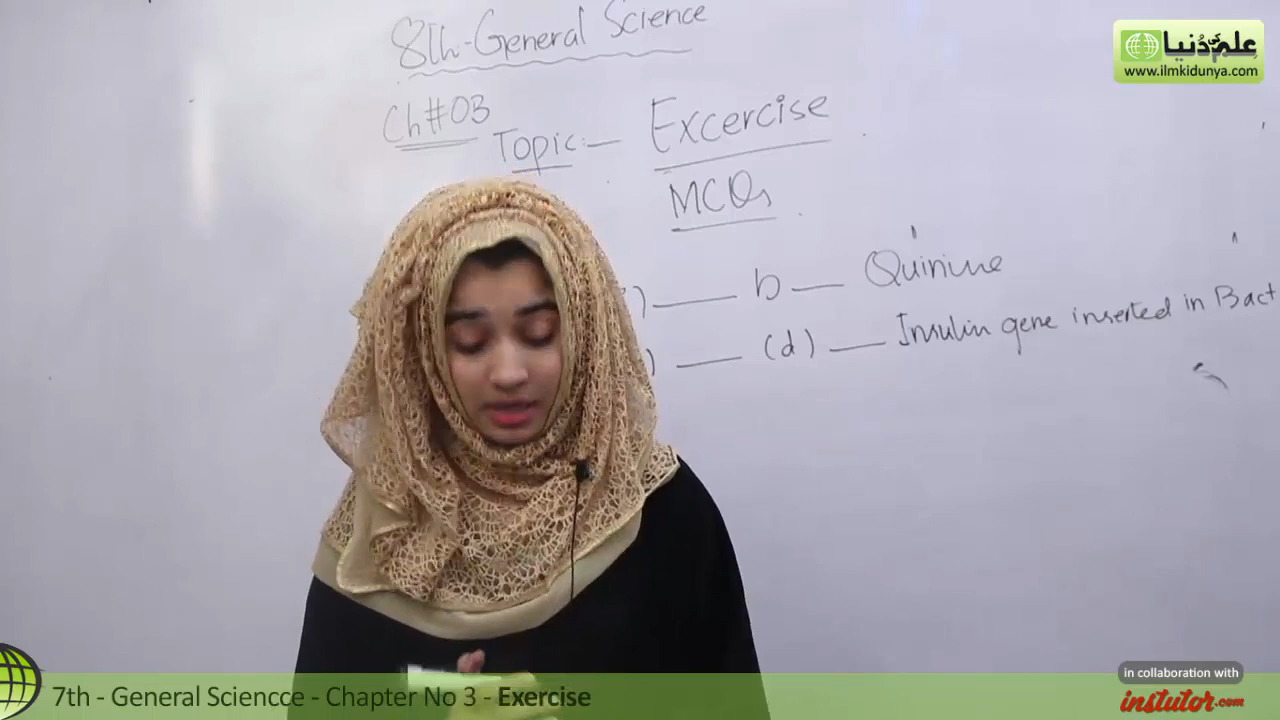 8th-General Science
Ch#03
Topic:- Excercise
MCQs
) — b — Quinine
) — (d) — Insulin gene inserted in Bact
علم کی دُنیا
www.ilmkidunya.com
7th - General Sciencce - Chapter No 3 - Exercise
in collaboration with
instutor.com